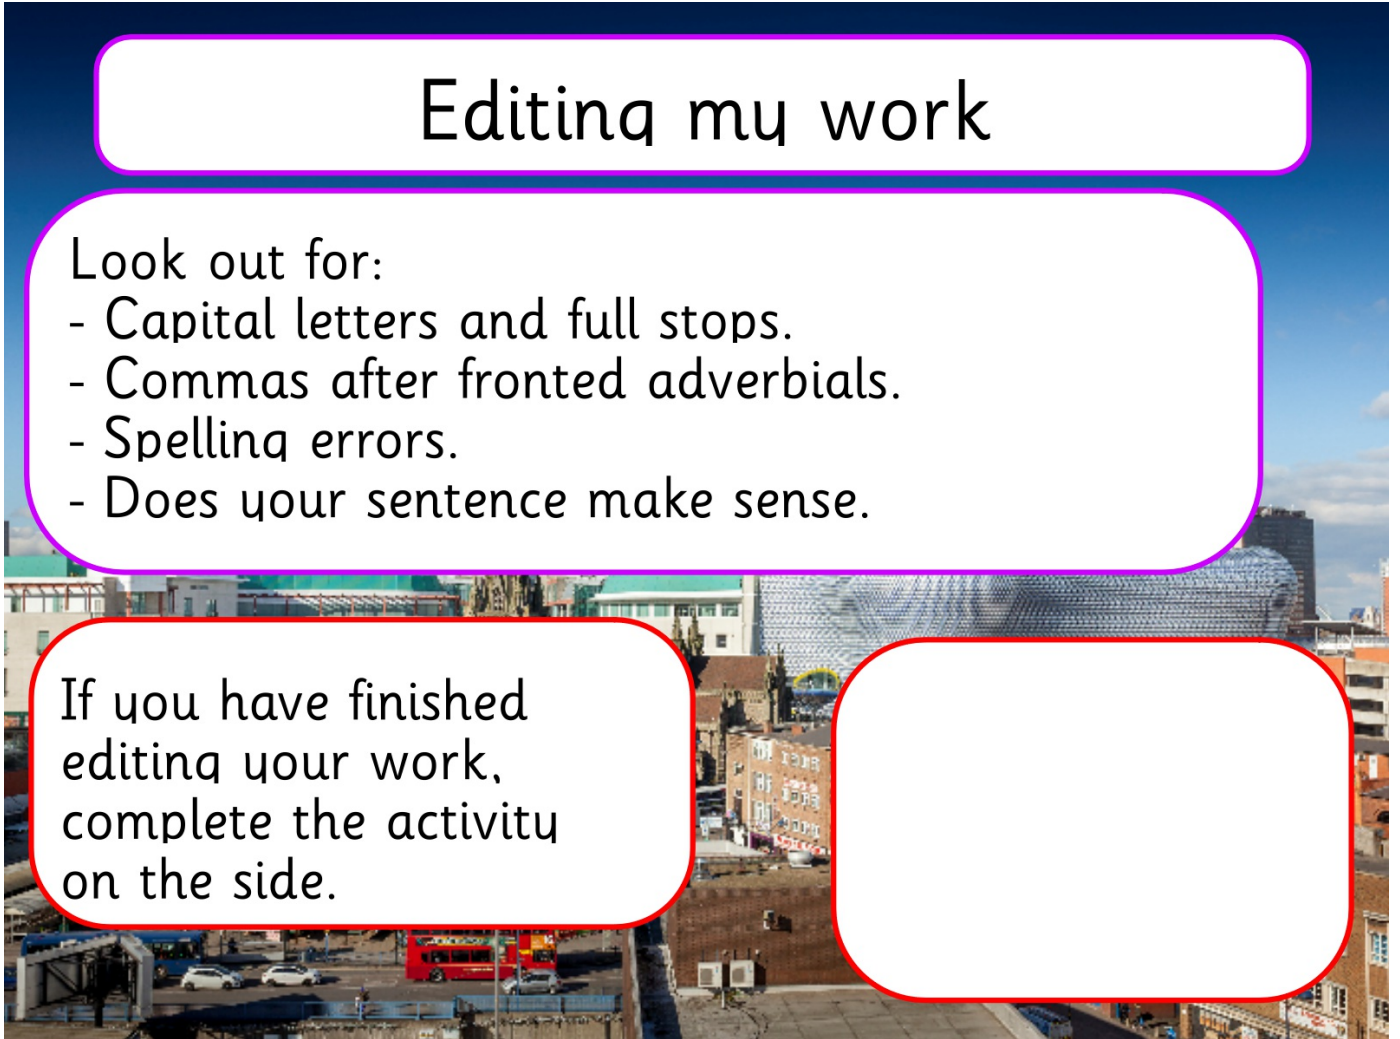 Editing my work
Look out for:
- Capital letters and full stops.
- Commas after fronted adverbials.
- Spelling errors.
- Does your sentence make sense.
If you have finished
editing your work,
complete the activity
on the side.